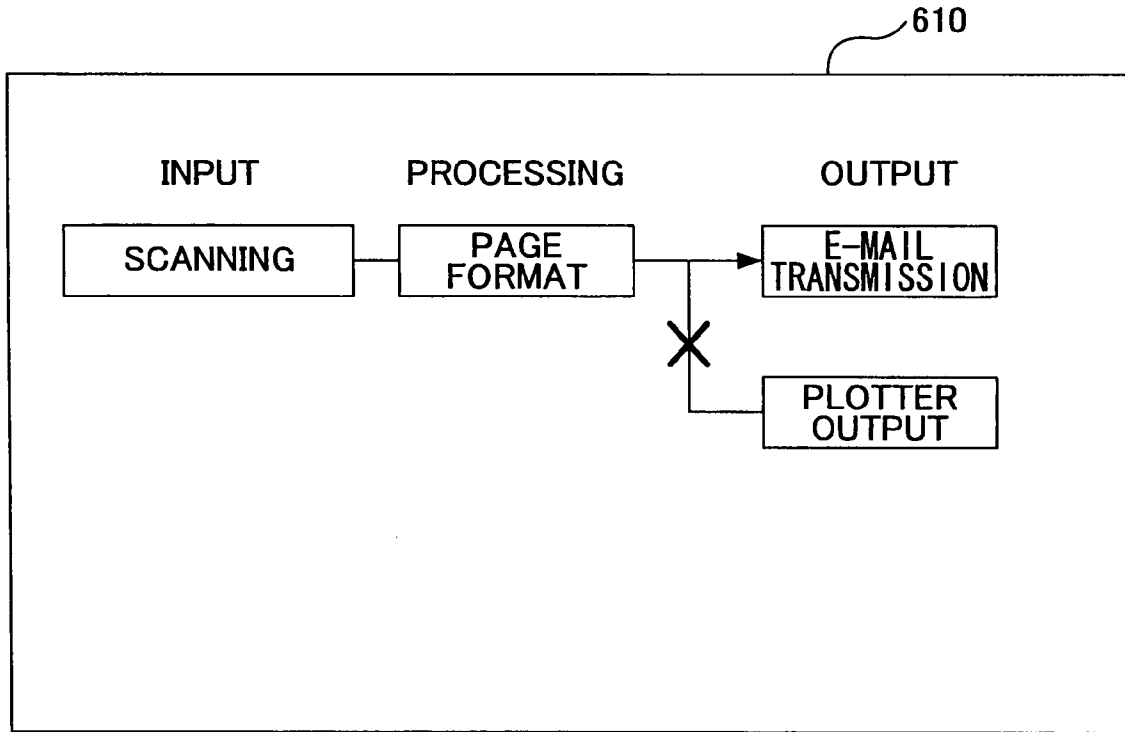 610
INPUT
PROCESSING
OUTPUT
SCANNING
PAGE
FORMAT
E-MAIL
TRANSMISSION
PLOTTER
OUTPUT